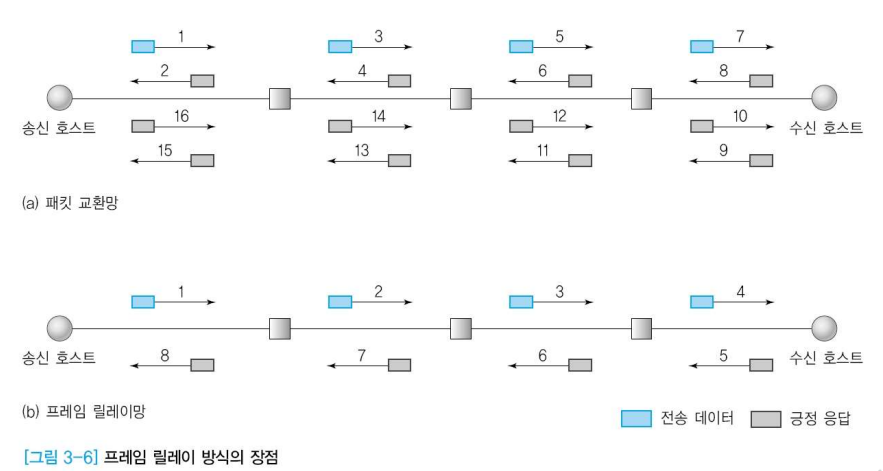 1 3 5 7
2 4 6 8
송신 호스트 수신 호스트
16 14 12 10
15 13 11 9
(a) 패킷 교환망
1 2 3 4
송신 호스트 수신 호스트
8 7 6 5
(b) 프레임 릴레이망
전송 데이터 긍정 응답
[그림 3-6] 프레임 릴레이 방식의 장점